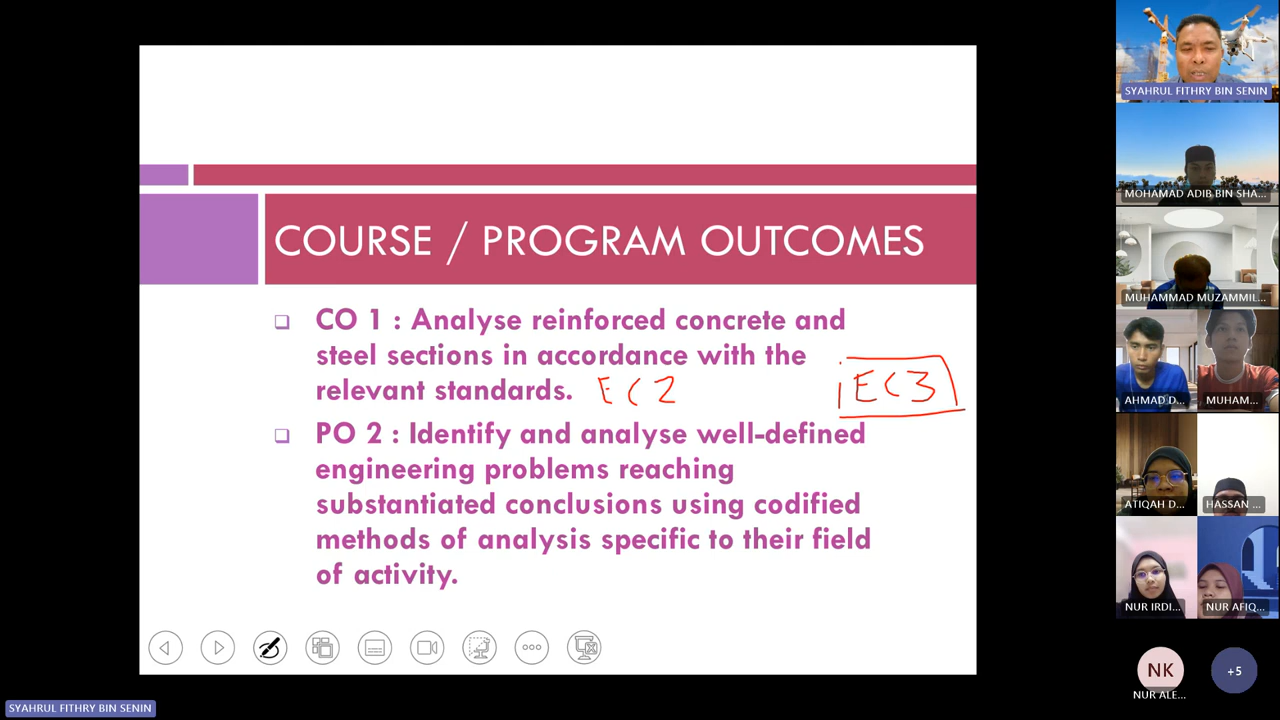 COURSE / PROGRAM OUTCOMES
CO 1 : Analyse reinforced concrete and
steel sections in accordance with the
relevant standards. EC2
EC3
PO 2 : Identify and analyse well-defined
engineering problems reaching
substantiated conclusions using codified
methods of analysis specific to their field
of activity.
SYAHRUL FITHRY BIN SENIN
SYAHRUL FITHRY BIN SENIN
MOHAMAD ADIB BIN SHA...
MUHAMMAD MUZAMMIL...
AHMAD D... MUHAM...
ATIQAH D... HASSAN ...
NUR IRDI... NUR AFIQ...
NK +5
NUR ALE...